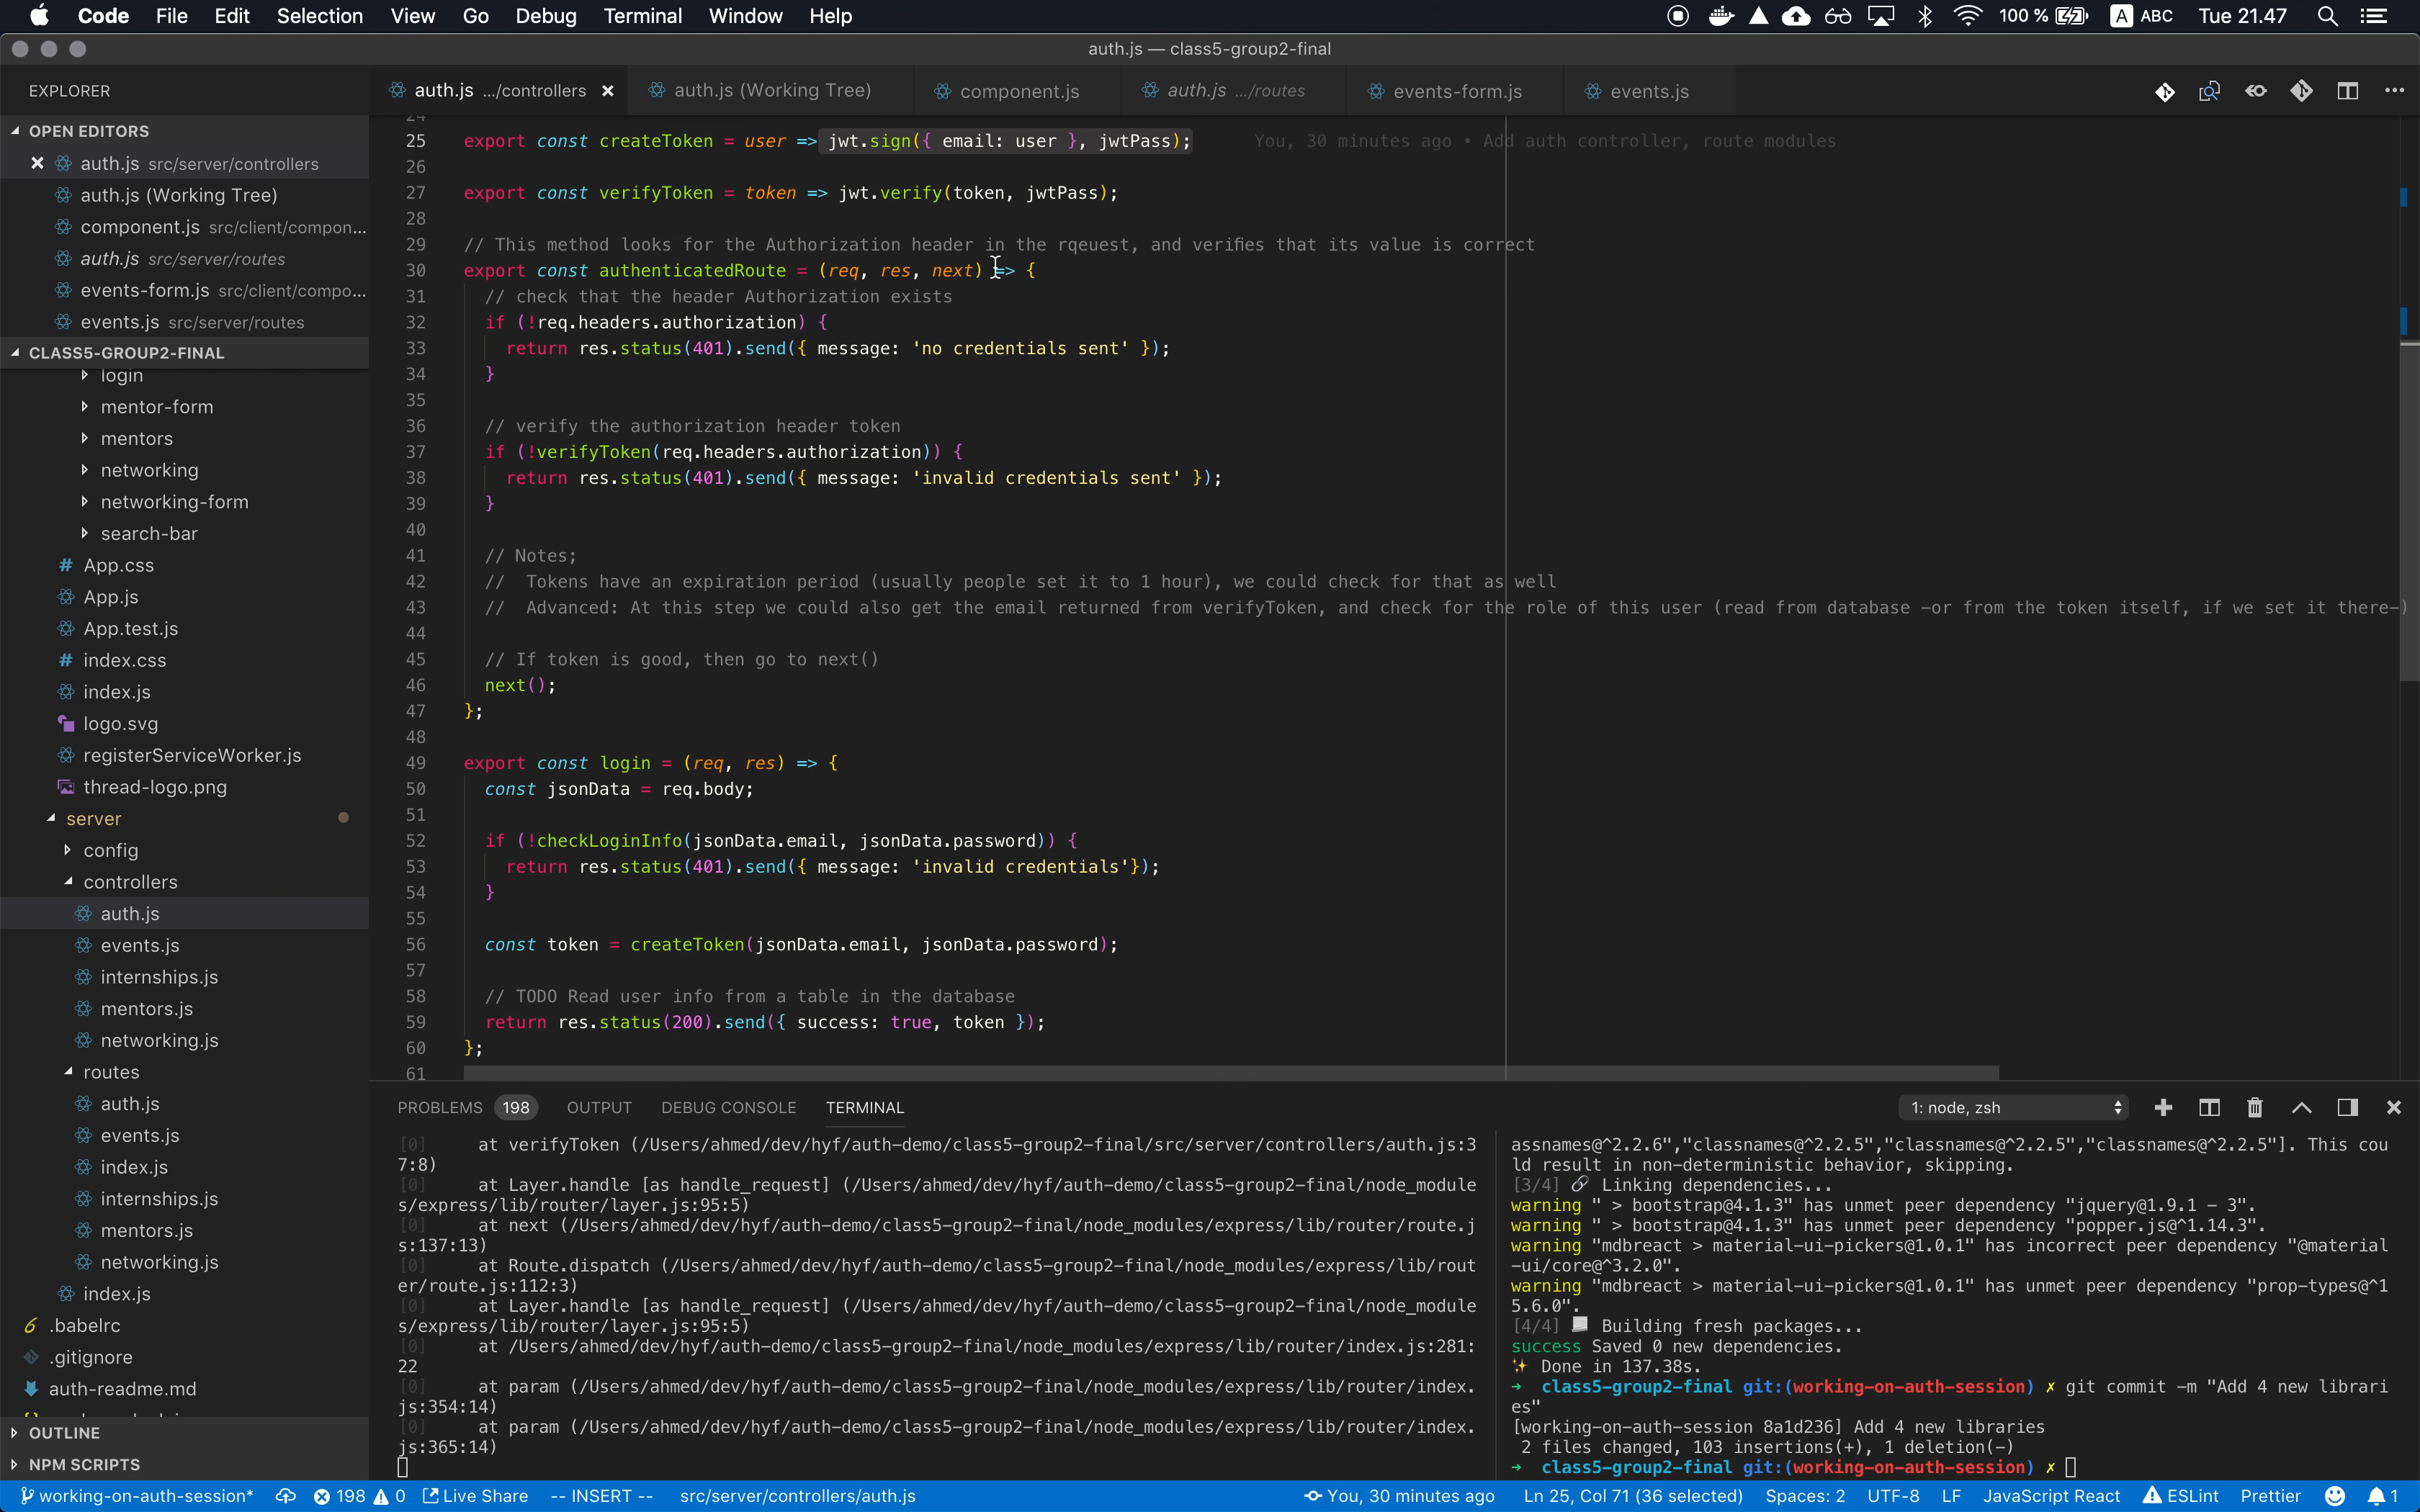 Code File Edit Selection View Go Debug Terminal Window Help 100 % A ABC Tue 21.47
auth.js — class5-group2-final
EXPLORER
auth.js .../controllers auth.js (Working Tree) component.js auth.js .../routes events-form.js events.js
OPEN EDITORS
auth.js src/server/controllers
auth.js (Working Tree)
component.js src/client/compon...
auth.js src/server/routes
events-form.js src/client/compo...
events.js src/server/routes
CLASS5-GROUP2-FINAL
login
mentor-form
mentors
networking
networking-form
search-bar
App.css
App.js
App.test.js
index.css
index.js
logo.svg
registerServiceWorker.js
thread-logo.png
server
config
controllers
auth.js
events.js
internships.js
mentors.js
networking.js
routes
auth.js
events.js
index.js
internships.js
mentors.js
networking.js
index.js
.babelrc
.gitignore
auth-readme.md
OUTLINE
NPM SCRIPTS
24
25 export const createToken = user => jwt.sign({ email: user }, jwtPass); You, 30 minutes ago • Add auth controller, route modules
26
27 export const verifyToken = token => jwt.verify(token, jwtPass);
28
29 // This method looks for the Authorization header in the rqeuest, and verifies that its value is correct
30 export const authenticatedRoute = (req, res, next) => {
31 // check that the header Authorization exists
32 if (!req.headers.authorization) {
33 return res.status(401).send({ message: 'no credentials sent' });
34 }
35
36 // verify the authorization header token
37 if (!verifyToken(req.headers.authorization)) {
38 return res.status(401).send({ message: 'invalid credentials sent' });
39 }
40
41 // Notes;
42 // Tokens have an expiration period (usually people set it to 1 hour), we could check for that as well
43 // Advanced: At this step we could also get the email returned from verifyToken, and check for the role of this user (read from database -or from the token itself, if we set it there-)
44
45 // If token is good, then go to next()
46 next();
47 };
48
49 export const login = (req, res) => {
50 const jsonData = req.body;
51
52 if (!checkLoginInfo(jsonData.email, jsonData.password)) {
53 return res.status(401).send({ message: 'invalid credentials'});
54 }
55
56 const token = createToken(jsonData.email, jsonData.password);
57
58 // TODO Read user info from a table in the database
59 return res.status(200).send({ success: true, token });
60 };
61
PROBLEMS 198 OUTPUT DEBUG CONSOLE TERMINAL 1: node, zsh
[0] at verifyToken (/Users/ahmed/dev/hyf/auth-demo/class5-group2-final/src/server/controllers/auth.js:3
7:8)
[0] at Layer.handle [as handle_request] (/Users/ahmed/dev/hyf/auth-demo/class5-group2-final/node_module
s/express/lib/router/layer.js:95:5)
[0] at next (/Users/ahmed/dev/hyf/auth-demo/class5-group2-final/node_modules/express/lib/router/route.j
s:137:13)
[0] at Route.dispatch (/Users/ahmed/dev/hyf/auth-demo/class5-group2-final/node_modules/express/lib/rout
er/route.js:112:3)
[0] at Layer.handle [as handle_request] (/Users/ahmed/dev/hyf/auth-demo/class5-group2-final/node_module
s/express/lib/router/layer.js:95:5)
[0] at /Users/ahmed/dev/hyf/auth-demo/class5-group2-final/node_modules/express/lib/router/index.js:281:
22
[0] at param (/Users/ahmed/dev/hyf/auth-demo/class5-group2-final/node_modules/express/lib/router/index.
js:354:14)
[0] at param (/Users/ahmed/dev/hyf/auth-demo/class5-group2-final/node_modules/express/lib/router/index.
js:365:14)
assnames@^2.2.6","classnames@^2.2.5","classnames@^2.2.5","classnames@^2.2.5"]. This cou
ld result in non-deterministic behavior, skipping.
[3/4] 🔗 Linking dependencies...
warning " > bootstrap@4.1.3" has unmet peer dependency "jquery@1.9.1 - 3".
warning " > bootstrap@4.1.3" has unmet peer dependency "popper.js@^1.14.3".
warning "mdbreact > material-ui-pickers@1.0.1" has incorrect peer dependency "@material
-ui/core@^3.2.0".
warning "mdbreact > material-ui-pickers@1.0.1" has unmet peer dependency "prop-types@^1
5.6.0".
[4/4] 📃 Building fresh packages...
success Saved 0 new dependencies.
✨ Done in 137.38s.
→ class5-group2-final git:(working-on-auth-session) ✗ git commit -m "Add 4 new librari
es"
[working-on-auth-session 8a1d236] Add 4 new libraries
2 files changed, 103 insertions(+), 1 deletion(-)
→ class5-group2-final git:(working-on-auth-session) ✗
working-on-auth-session* 198 0 Live Share -- INSERT -- src/server/controllers/auth.js You, 30 minutes ago Ln 25, Col 71 (36 selected) Spaces: 2 UTF-8 LF JavaScript React ESLint Prettier 1